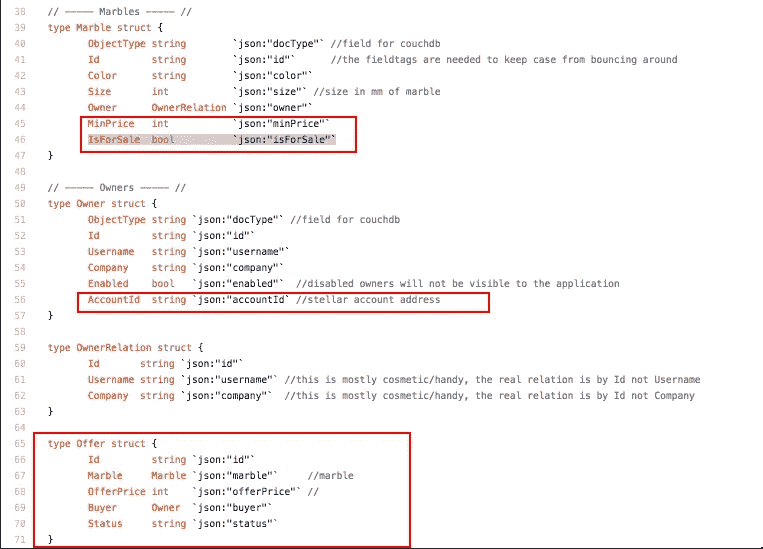 38 // ----- Marbles ----- //
39 type Marble struct {
40 ObjectType string `json:"docType"` //field for couchdb
41 Id string `json:"id"` //the fieldtags are needed to keep case from bouncing around
42 Color string `json:"color"`
43 Size int `json:"size"` //size in mm of marble
44 Owner OwnerRelation `json:"owner"`
45 MinPrice int `json:"minPrice"`
46 IsForSale bool `json:"isForSale"`
47 }
48
49 // ----- Owners ----- //
50 type Owner struct {
51 ObjectType string `json:"docType"` //field for couchdb
52 Id string `json:"id"`
53 Username string `json:"username"`
54 Company string `json:"company"`
55 Enabled bool `json:"enabled"` //disabled owners will not be visible to the application
56 AccountId string `json:"accountId` //stellar account address
57 }
58
59 type OwnerRelation struct {
60 Id string `json:"id"`
61 Username string `json:"username"` //this is mostly cosmetic/handy, the real relation is by Id not Username
62 Company string `json:"company"` //this is mostly cosmetic/handy, the real relation is by Id not Company
63 }
64
65 type Offer struct {
66 Id string `json:"id"`
67 Marble Marble `json:"marble"` //marble
68 OfferPrice int `json:"offerPrice"` //
69 Buyer Owner `json:"buyer"`
70 Status string `json:"status"`
71 }